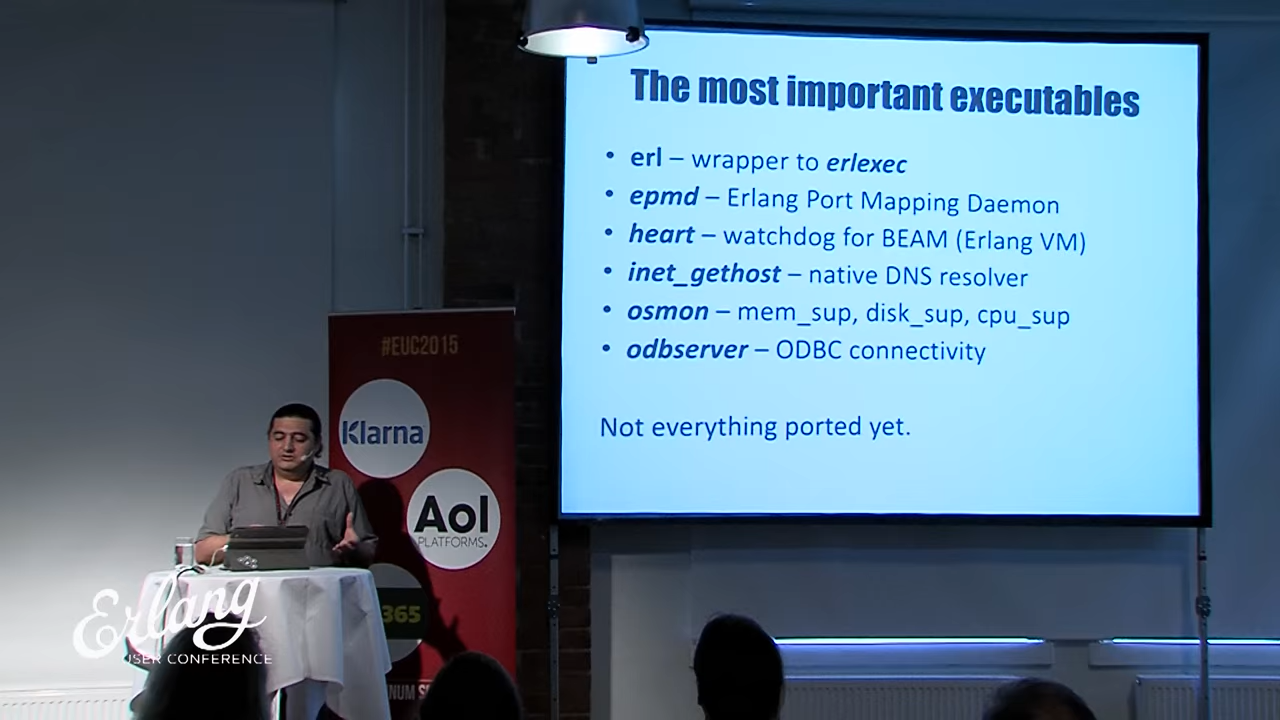 The most important executables
• erl – wrapper to erlexec
• epmd – Erlang Port Mapping Daemon
• heart – watchdog for BEAM (Erlang VM)
• inet_gethost – native DNS resolver
• osmon – mem_sup, disk_sup, cpu_sup
• odbserver – ODBC connectivity
Not everything ported yet.
#EUC2015
Klarna
Aol
PLATFORMS.
365
Erlang
USER CONFERENCE